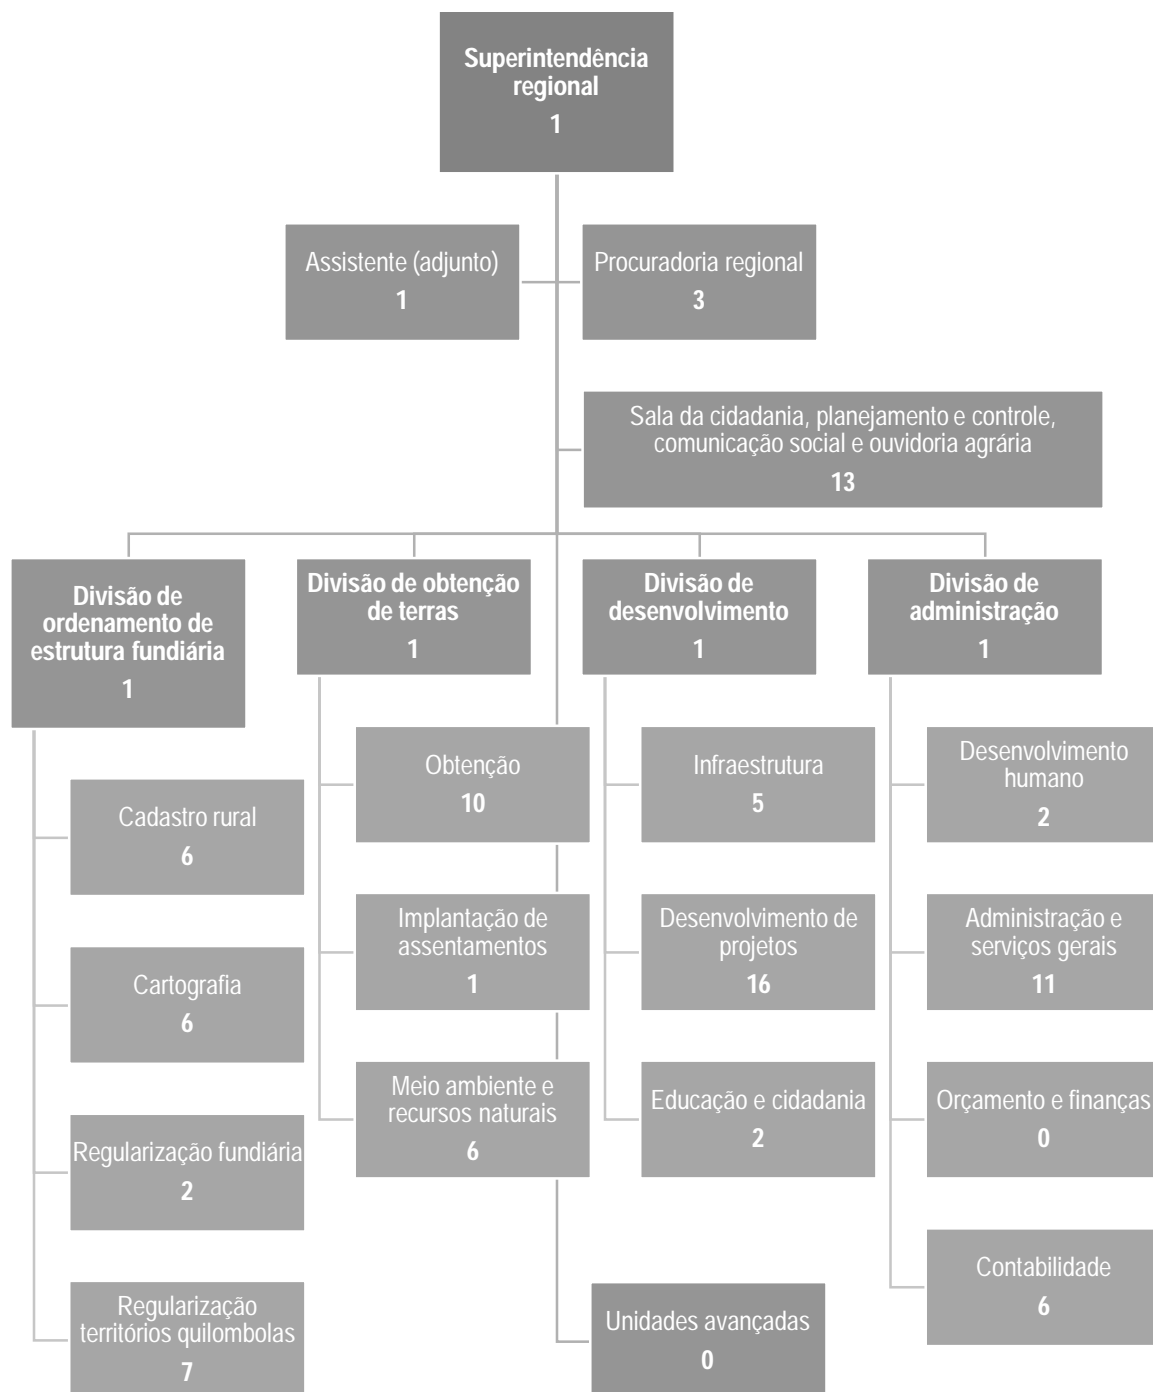 Superintendência
regional
1
Assistente (adjunto)
1
Procuradoria regional
3
Sala da cidadania, planejamento e controle,
comunicação social e ouvidoria agrária
13
Divisão de
ordenamento de
estrutura fundiária
1
Cadastro rural
6
Cartografia
6
Regularização fundiária
2
Regularização
territórios quilombolas
7
Divisão de obtenção
de terras
1
Obtenção
10
Implantação de
assentamentos
1
Meio ambiente e
recursos naturais
6
Divisão de
desenvolvimento
1
Infraestrutura
5
Desenvolvimento de
projetos
16
Educação e cidadania
2
Divisão de
administração
1
Desenvolvimento
humano
2
Administração e
serviços gerais
11
Orçamento e finanças
0
Contabilidade
6
Unidades avançadas
0